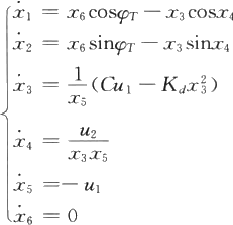 ẋ₁ = x₆cosφ_T − x₃cosx₄
ẋ₂ = x₆sinφ_T − x₃sinx₄
ẋ₃ = 1/x₅ (Cu₁ − K_d x₃²)
ẋ₄ = u₂/x₃x₅
ẋ₅ = − u₁
ẋ₆ = 0